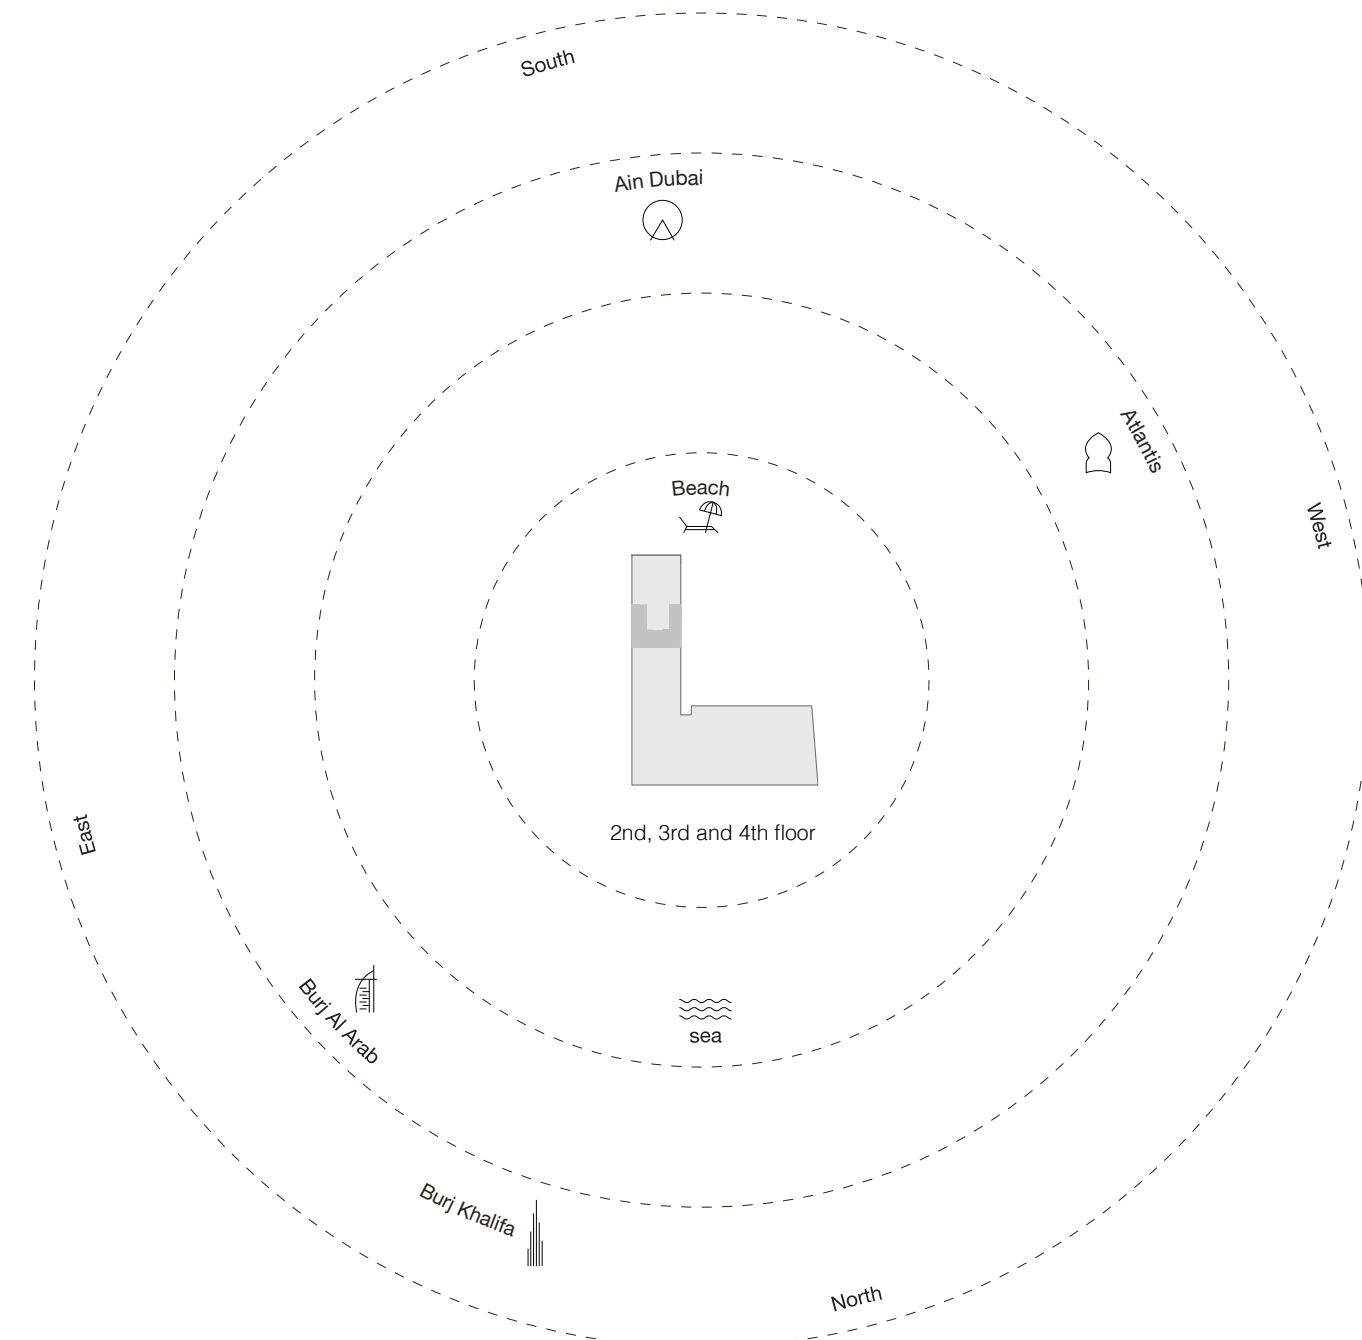 South
Ain Dubai
Atlantis
Beach
West
East
2nd, 3rd and 4th floor
Burj Al Arab
sea
Burj Khalifa
North